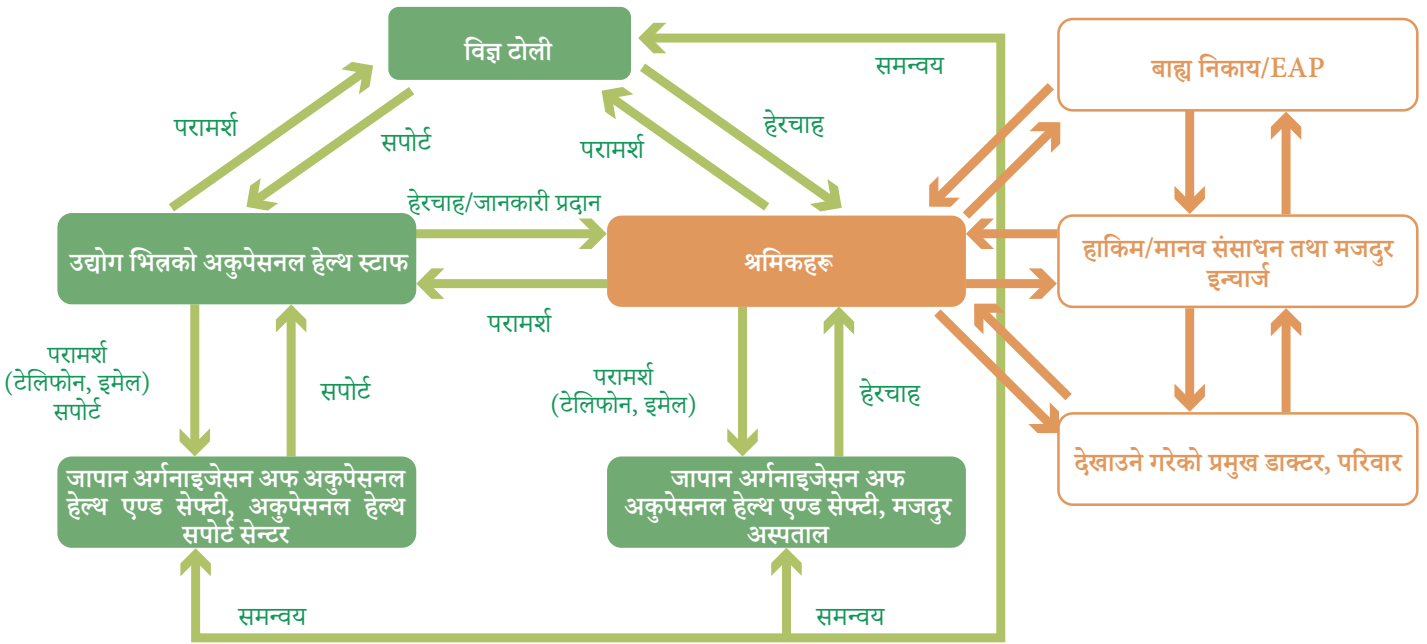 विज्ञ टोली
समन्वय
बाह्य निकाय/EAP
परामर्श
सपोर्ट
परामर्श
हेरचाह
हेरचाह/जानकारी प्रदान
उद्योग भित्रको अकुपेसनल हेल्थ स्टाफ
श्रमिकहरू
हाकिम/मानव संसाधन तथा मजदुर
इन्चार्ज
परामर्श
परामर्श
(टेलिफोन, इमेल)
सपोर्ट
सपोर्ट
परामर्श
(टेलिफोन, इमेल)
हेरचाह
जापान अर्गनाइजेसन अफ अकुपेसनल
हेल्थ एण्ड सेफ्टी, अकुपेसनल हेल्थ
सपोर्ट सेन्टर
जापान अर्गनाइजेसन अफ
अकुपेसनल हेल्थ एण्ड सेफ्टी, मजदुर
अस्पताल
देखाउने गरेको प्रमुख डाक्टर, परिवार
समन्वय
समन्वय